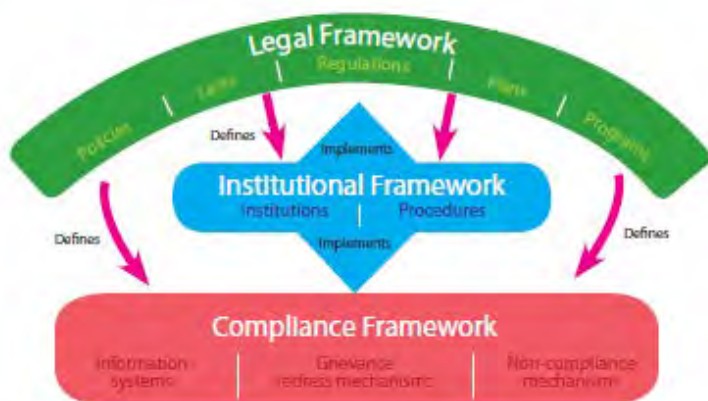 Legal Framework
Policies
Laws
Regulations
Plans
Programs
Defines
Implements
Institutional Framework
Institutions
Procedures
Defines
Implements
Defines
Compliance Framework
Information systems
Grievance redress mechanisms
Non-compliance mechanism